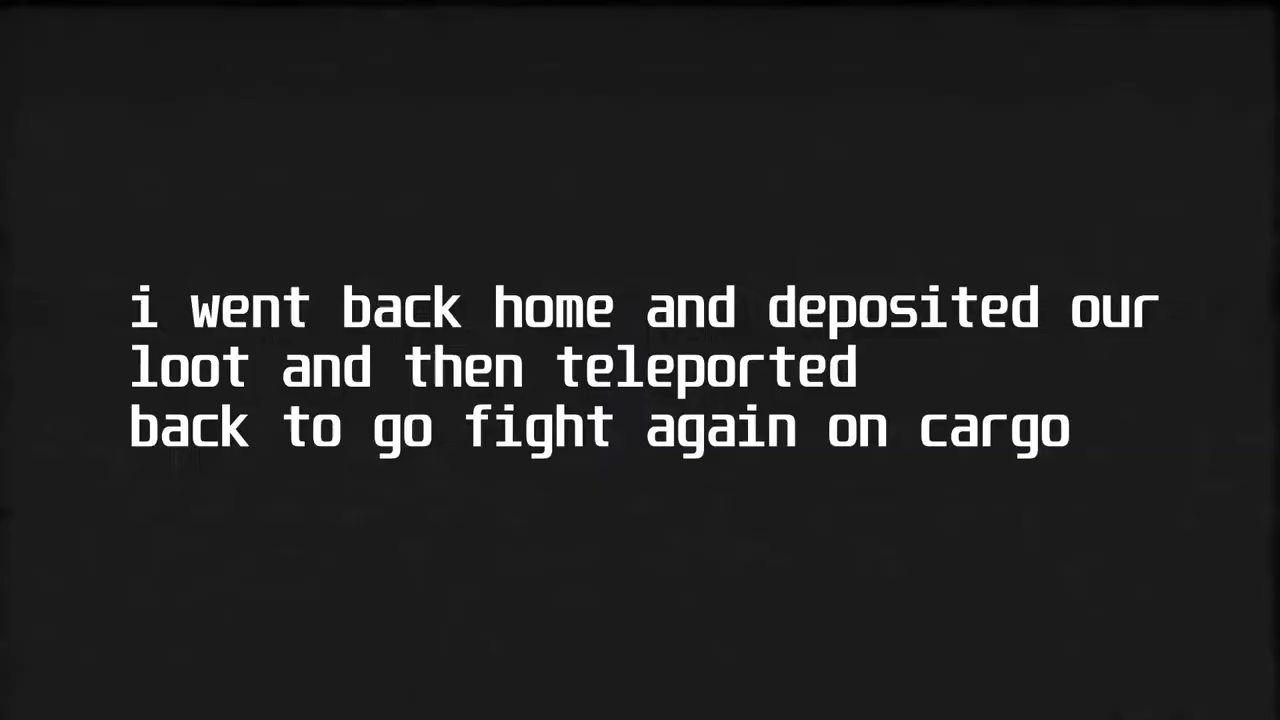 i went back home and deposited our
loot and then teleported
back to go fight again on cargo